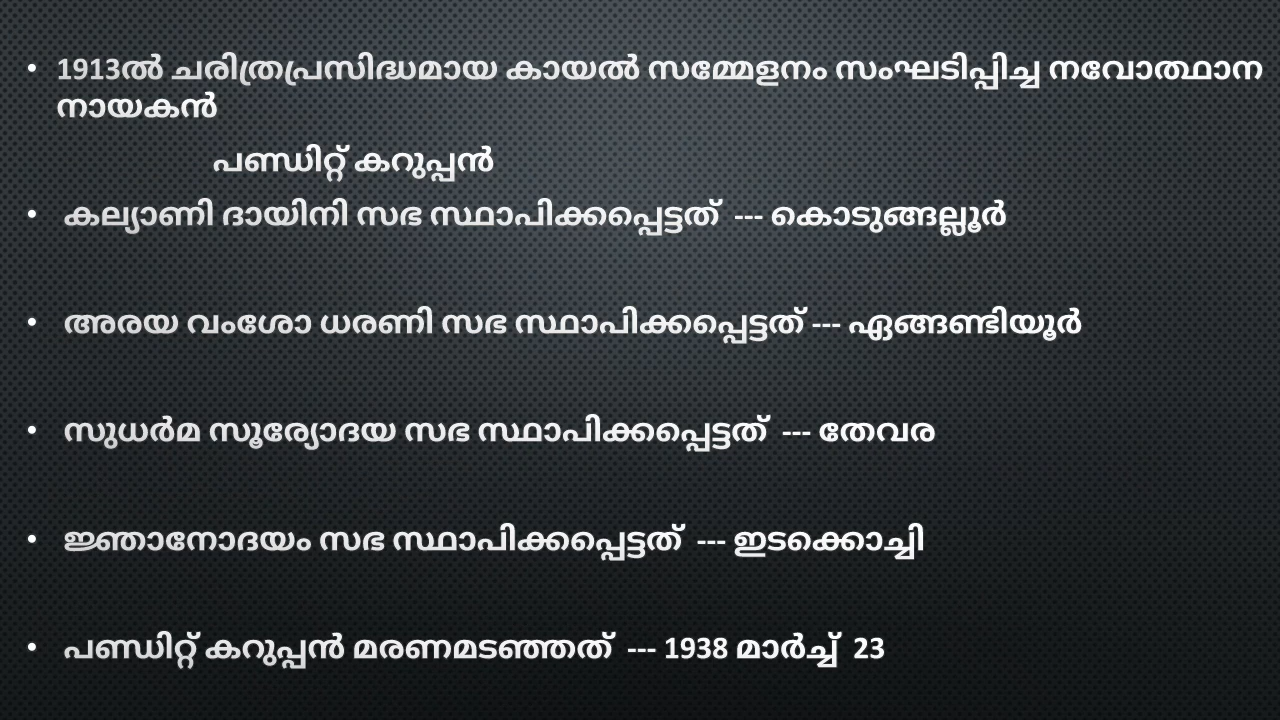 • 1913ൽ ചരിത്രപ്രസിദ്ധമായ കായൽ സമ്മേളനം സംഘടിപ്പിച്ച നവോത്ഥാന
നായകൻ
പണ്ഡിറ്റ് കറുപ്പൻ
• കല്യാണി ദായിനി സഭ സ്ഥാപിക്കപ്പെട്ടത് --- കൊടുങ്ങല്ലൂർ
• അരയ വംശോ ധരണി സഭ സ്ഥാപിക്കപ്പെട്ടത് --- ഏങ്ങണ്ടിയൂർ
• സുധർമ സൂര്യോദയ സഭ സ്ഥാപിക്കപ്പെട്ടത് --- തേവര
• ജ്ഞാനോദയം സഭ സ്ഥാപിക്കപ്പെട്ടത് --- ഇടക്കൊച്ചി
• പണ്ഡിറ്റ് കറുപ്പൻ മരണമടഞ്ഞത് --- 1938 മാർച്ച് 23